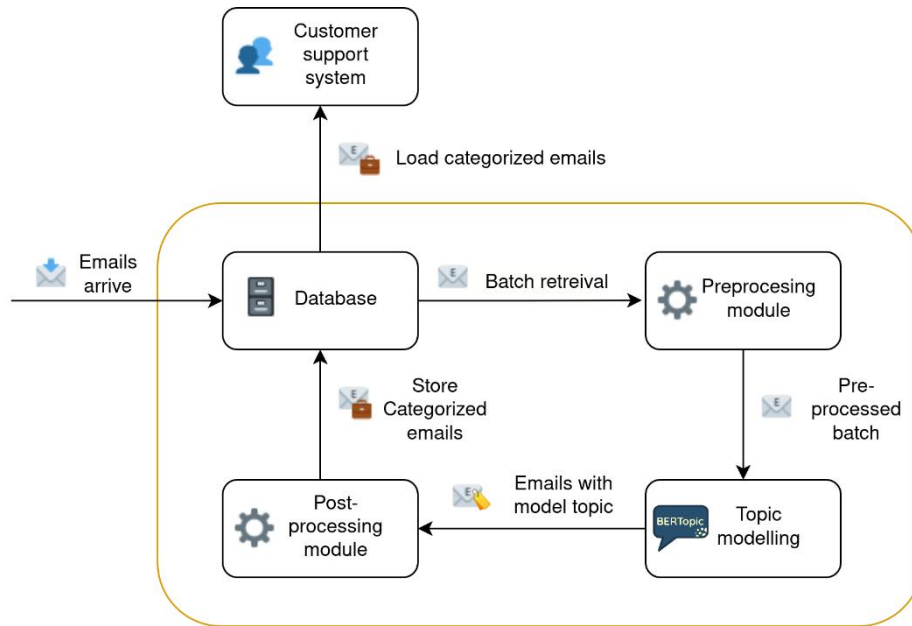 Customer
support
system
Load categorized emails
Emails
arrive
Database
Batch retreival
Preprocesing
module
Store
Categorized
emails
Pre-
processed
batch
Emails with
model topic
Post-
processing
module
BERTopic
Topic
modelling
E
E
E
E
E